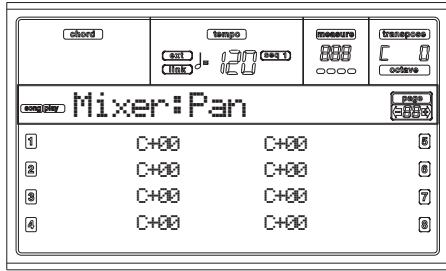 chord tempo measure transpose
ext ♩= 120 seq 1 888 C 0
link octave
song play Mixer:Pan page
88
1 C+00 C+00 5
2 C+00 C+00 6
3 C+00 C+00 7
4 C+00 C+00 8